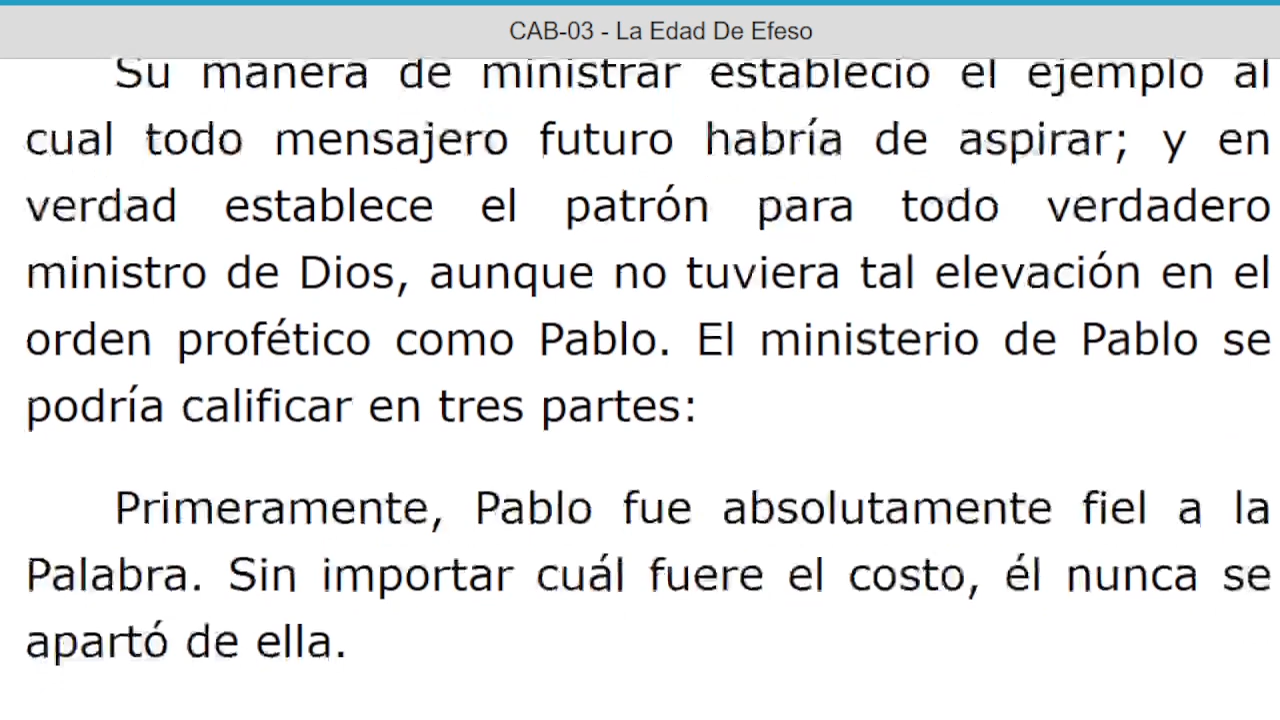 CAB-03 - La Edad De Efeso
Su manera de ministrar estableció el ejemplo al
cual todo mensajero futuro habría de aspirar; y en
verdad establece el patrón para todo verdadero
ministro de Dios, aunque no tuviera tal elevación en el
orden profético como Pablo. El ministerio de Pablo se
podría calificar en tres partes:
Primeramente, Pablo fue absolutamente fiel a la
Palabra. Sin importar cuál fuere el costo, él nunca se
apartó de ella.